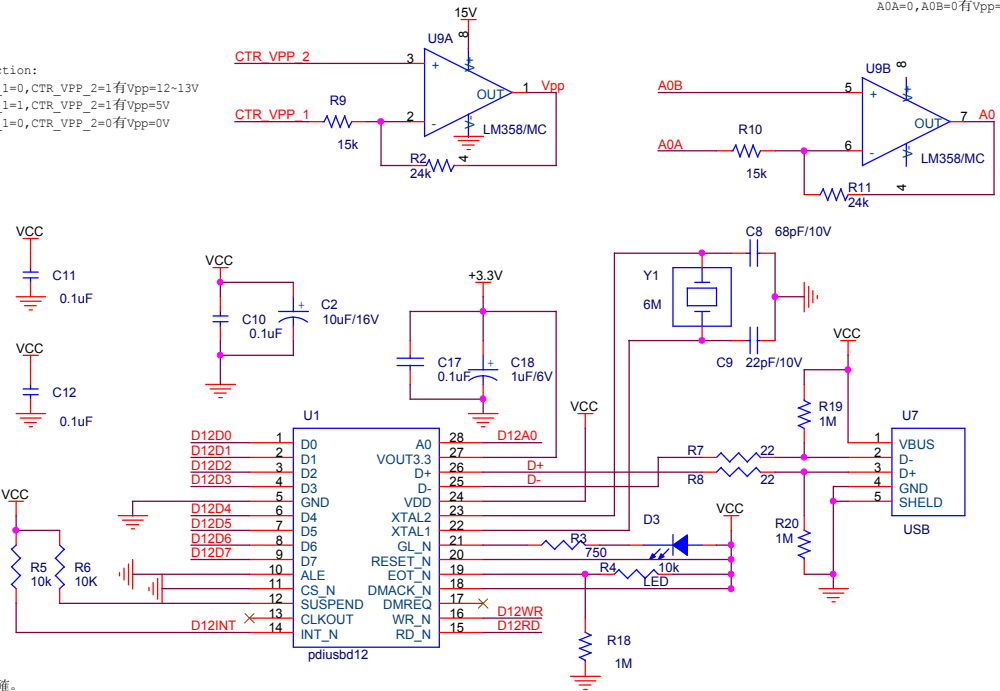 A0A=0,A0B=0有Vpp=
15V
U9A
8
CTR_VPP_2
3
+
V+
OUT
1
Vpp
ction:
_1=0,CTR_VPP_2=1有Vpp=12~13V
_1=1,CTR_VPP_2=1有Vpp=5V
_1=0,CTR_VPP_2=0有Vpp=0V
CTR_VPP_1
R9
15k
2
-
V-
LM358/MC
4
R2
24k
U9B
8
A0B
5
+
V+
OUT
7
A0
A0A
R10
15k
6
-
V-
LM358/MC
4
R11
24k
VCC
C11
0.1uF
VCC
C12
0.1uF
VCC
C10
0.1uF
+
C2
10uF/16V
+3.3V
C17
0.1uF
+
C18
1uF/6V
C8
68pF/10V
Y1
6M
C9
22pF/10V
VCC
R19
1M
VCC
U1
D12D0
1
D0
D12D1
2
D1
D12D2
3
D2
D12D3
4
D3
5
GND
D12D4
6
D4
D12D5
7
D5
D12D6
8
D6
D12D7
9
D7
10
ALE
11
CS_N
12
SUSPEND
13
CLKOUT
D12INT
14
INT_N
A0
28
D12A0
VOUT3.3
27
D+
26
D+
D-
25
D-
VDD
24
XTAL2
23
XTAL1
22
GL_N
21
RESET_N
20
EOT_N
19
DMACK_N
18
DMREQ
17
WR_N
16
D12WR
RD_N
15
D12RD
pdiusbd12
VCC
R5
10k
R6
10K
R7
22
R8
22
U7
1
VBUS
2
D-
3
D+
4
GND
5
SHELD
USB
R20
1M
VCC
D3
R3
750
R4
10k
LED
R18
1M
確。